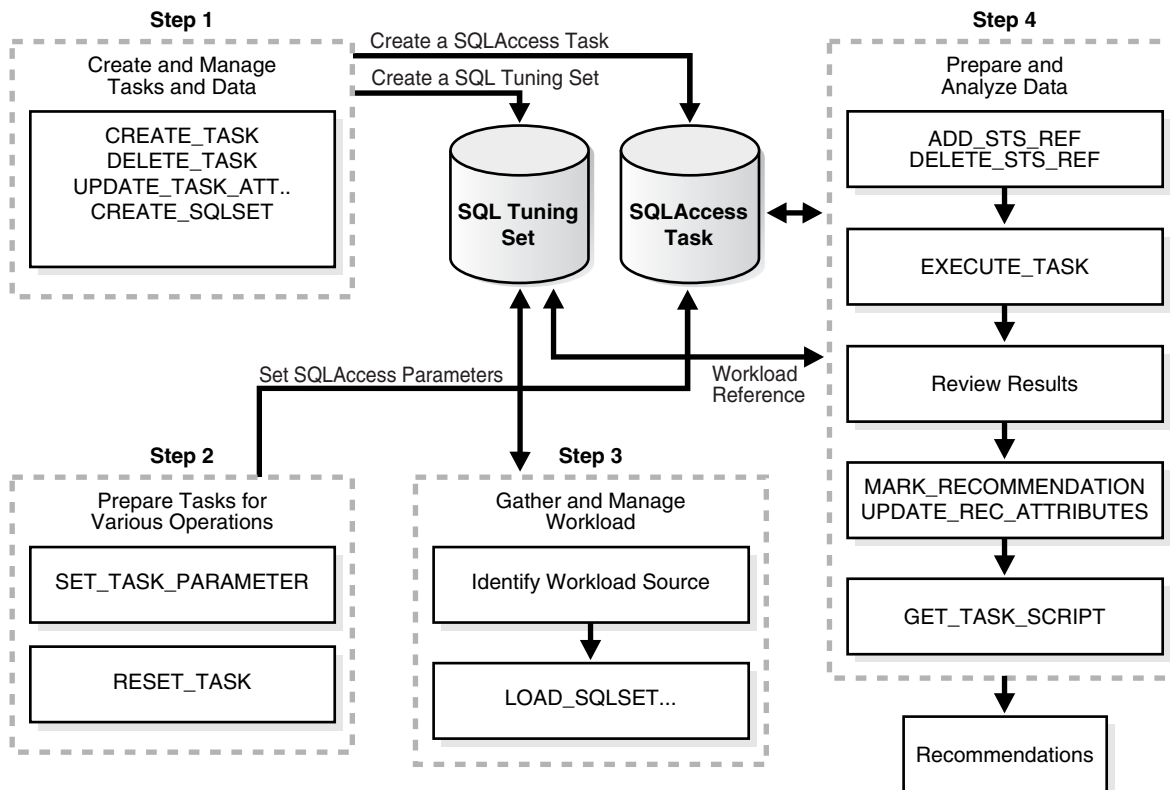 Step 1
Create and Manage
Tasks and Data
CREATE_TASK
DELETE_TASK
UPDATE_TASK_ATT..
CREATE_SQLSET
Create a SQLAccess Task
Create a SQL Tuning Set
SQL Tuning
Set
SQLAccess
Task
Set SQLAccess Parameters
Workload
Reference
Step 2
Prepare Tasks for
Various Operations
SET_TASK_PARAMETER
RESET_TASK
Step 3
Gather and Manage
Workload
Identify Workload Source
LOAD_SQLSET...
Step 4
Prepare and
Analyze Data
ADD_STS_REF
DELETE_STS_REF
EXECUTE_TASK
Review Results
MARK_RECOMMENDATION
UPDATE_REC_ATTRIBUTES
GET_TASK_SCRIPT
Recommendations